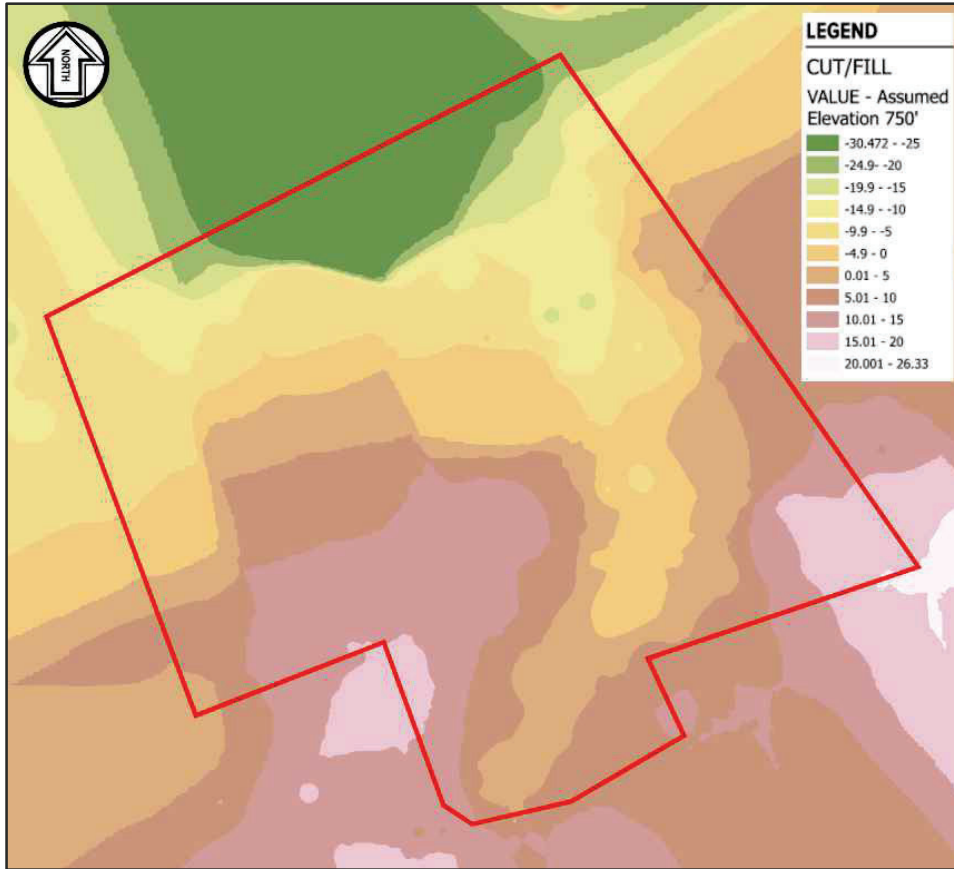 NORTH
LEGEND
CUT/FILL
VALUE - Assumed
Elevation 750'
-30.472 - -25
-24.9- -20
-19.9 - -15
-14.9 - -10
-9.9 - -5
-4.9 - 0
0.01 - 5
5.01 - 10
10.01 - 15
15.01 - 20
20.001 - 26.33